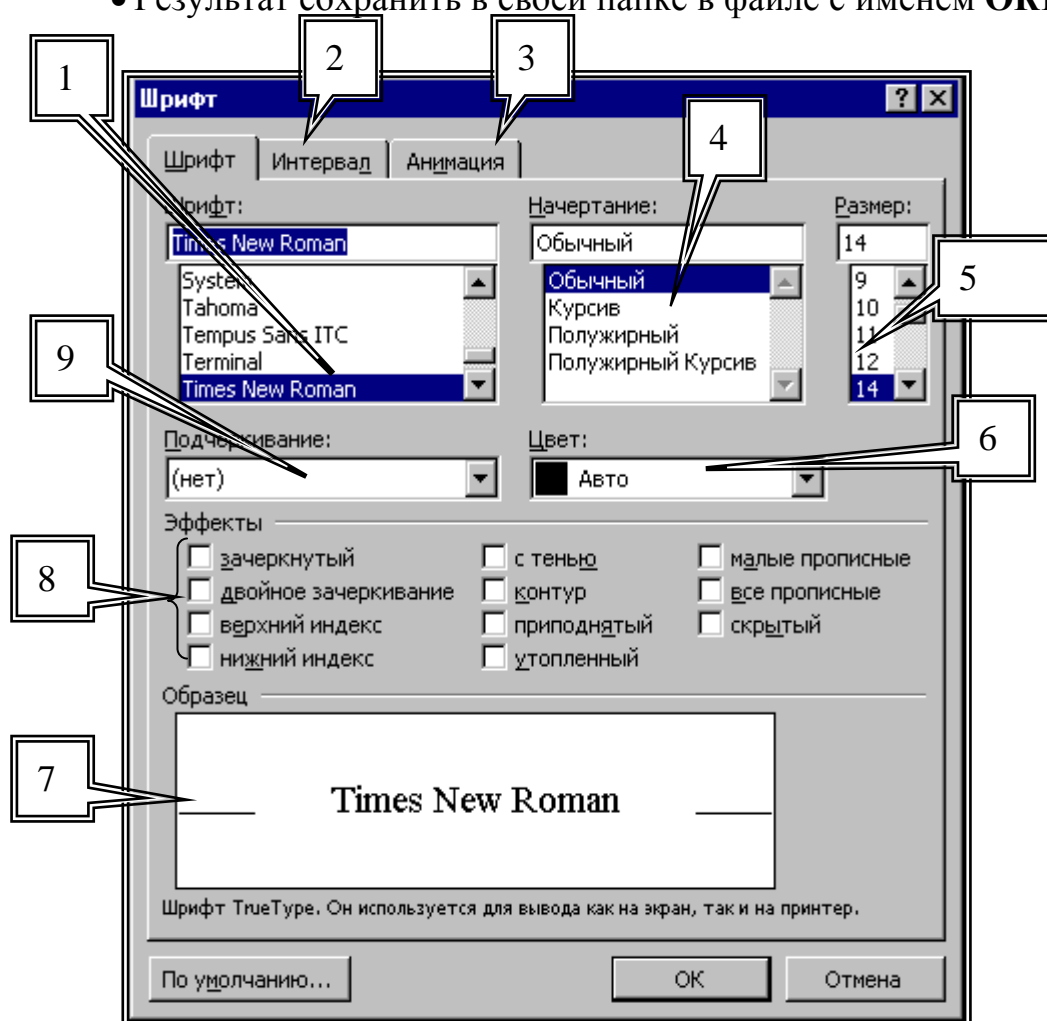 • Результат сохранить в своей папке в файле с именем
1
2
3
Шрифт
Шрифт Интервал Анимация
4
Шрифт: Начертание: Размер:
Times New Roman Обычный 14
System Обычный 9
Tahoma Курсив 10
Tempus Sans ITC Полужирный 11
Terminal Полужирный Курсив 12
Times New Roman 14
5
9
Подчеркивание: Цвет:
(нет) Авто
6
Эффекты
8
зачеркнутый с тенью малые прописные
двойное зачеркивание контур все прописные
верхний индекс приподнятый скрытый
нижний индекс утопленный
Образец
7
Times New Roman
Шрифт TrueType. Он используется для вывода как на экран, так и на принтер.
По умолчанию... ОК Отмена